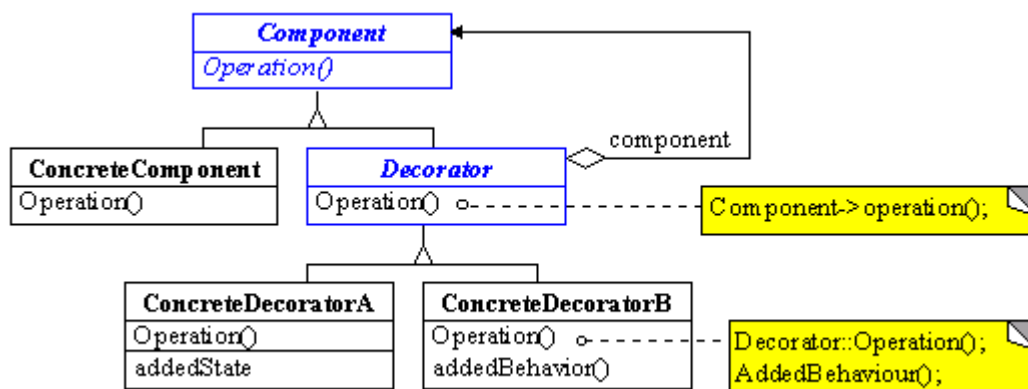 Component
Operation()
component
ConcreteComponent
Operation()
Decorator
Operation()
Component->operation();
ConcreteDecoratorA
Operation()
addedState
ConcreteDecoratorB
Operation()
addedBehavior()
Decorator::Operation();
AddedBehaviour();